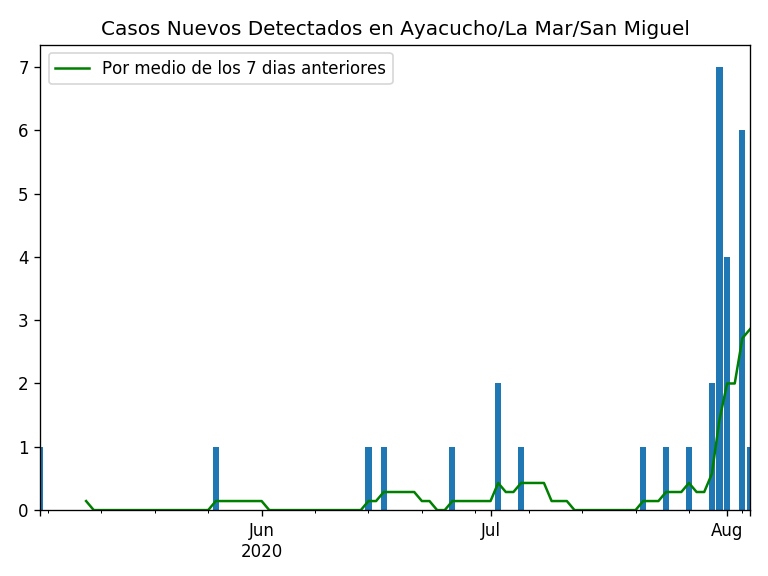 Casos Nuevos Detectados en Ayacucho/La Mar/San Miguel
Por medio de los 7 dias anteriores
7
6
5
4
3
2
1
0
Jun
2020
Jul
Aug